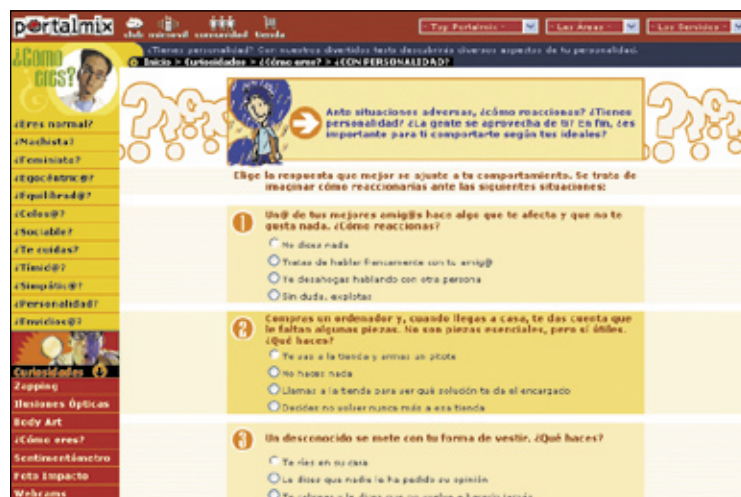 portalmix
club
minimail
comunidad
tienda
- Top Portalmix -
- Las Áreas -
- Los Servicios -
¿Tienes personalidad? Con nuestros divertidos tests descubrirás diversos aspectos de tu personalidad.
Inicio > Curiosidades > ¿Cómo eres? > ¿CON PERSONALIDAD?
¿Cómo
eres?
¿Eres normal?
¿Machista?
¿Feminista?
¿Egocéntric@?
¿Equilibrad@?
¿Celos@?
¿Sociable?
¿Te cuidas?
¿Tímid@?
¿Simpátic@?
¿Personalidad?
¿Envidios@?
Curiosidades
Zapping
Ilusiones Ópticas
Body Art
¿Cómo eres?
Sentimentómetro
Foto Impacto
Webcams
Ante situaciones adversas, ¿cómo reaccionas? ¿Tienes
personalidad? ¿La gente se aprovecha de ti? En fin, ¿es
importante para ti comportarte según tus ideales?
Elige la respuesta que mejor se ajuste a tu comportamiento. Se trata de
imaginar cómo reaccionarías ante las siguientes situaciones:
1 Un@ de tus mejores amig@s hace algo que te afecta y que no te
gusta nada. ¿Cómo reaccionas?
No dices nada
Tratas de hablar francamente con tu amig@
Te desahogas hablando con otra persona
Sin duda, explotas
2 Compras un ordenador y, cuando llegas a casa, te das cuenta que
le faltan algunas piezas. No son piezas esenciales, pero sí útiles.
¿Qué haces?
Te vas a la tienda y armas un pitote
No haces nada
Llamas a la tienda para ver qué solución te da el encargado
Decides no volver nunca más a esa tienda
3 Un desconocido se mete con tu forma de vestir. ¿Qué haces?
Te ríes en su cara
Le dices que nadie le ha pedido su opinión